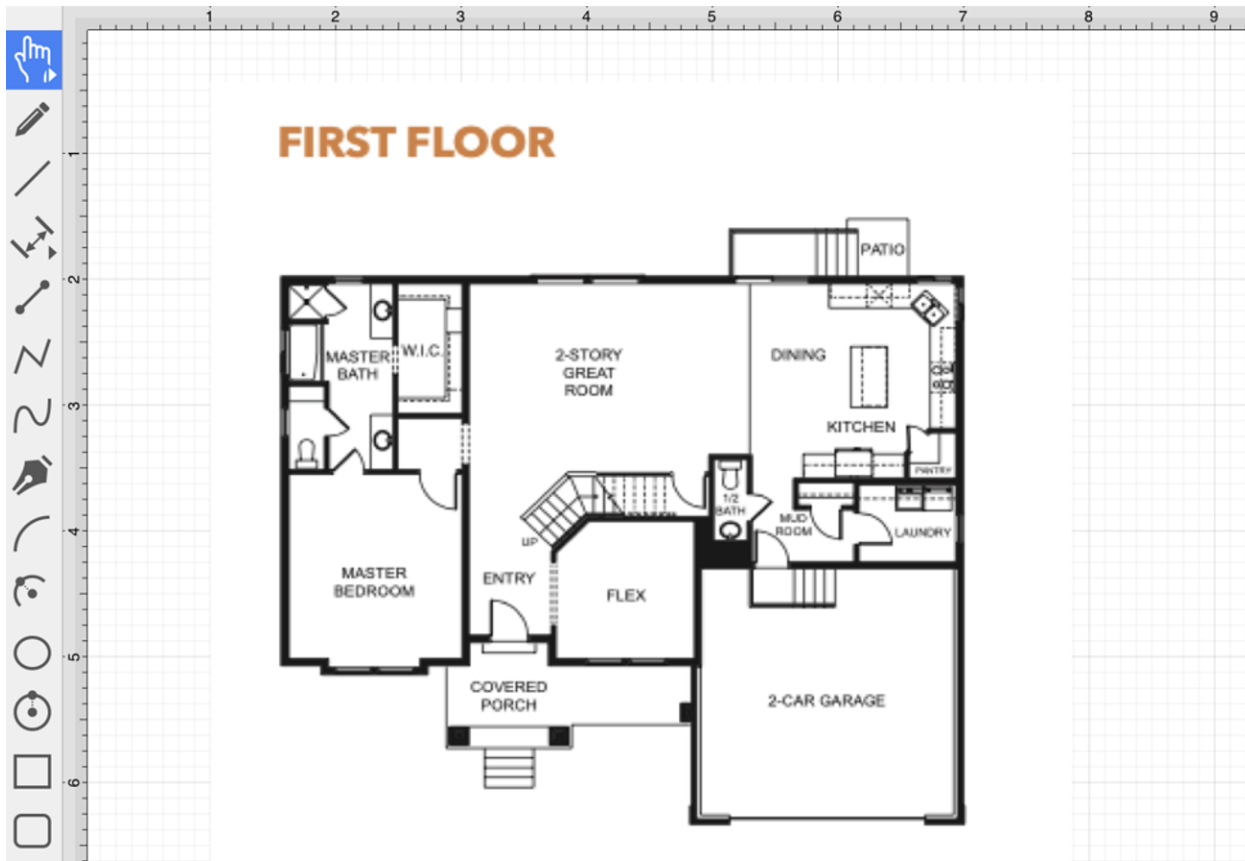 1 2 3 4 5 6 7 8 9
1
FIRST FLOOR
2
PATIO
MASTER
BATH
W.I.C.
2-STORY
GREAT
ROOM
DINING
3
KITCHEN
PANTRY
1/2
BATH
MUD
ROOM
LAUNDRY
4
UP
ENTRY
MASTER
BEDROOM
FLEX
5
COVERED
PORCH
2-CAR GARAGE
6